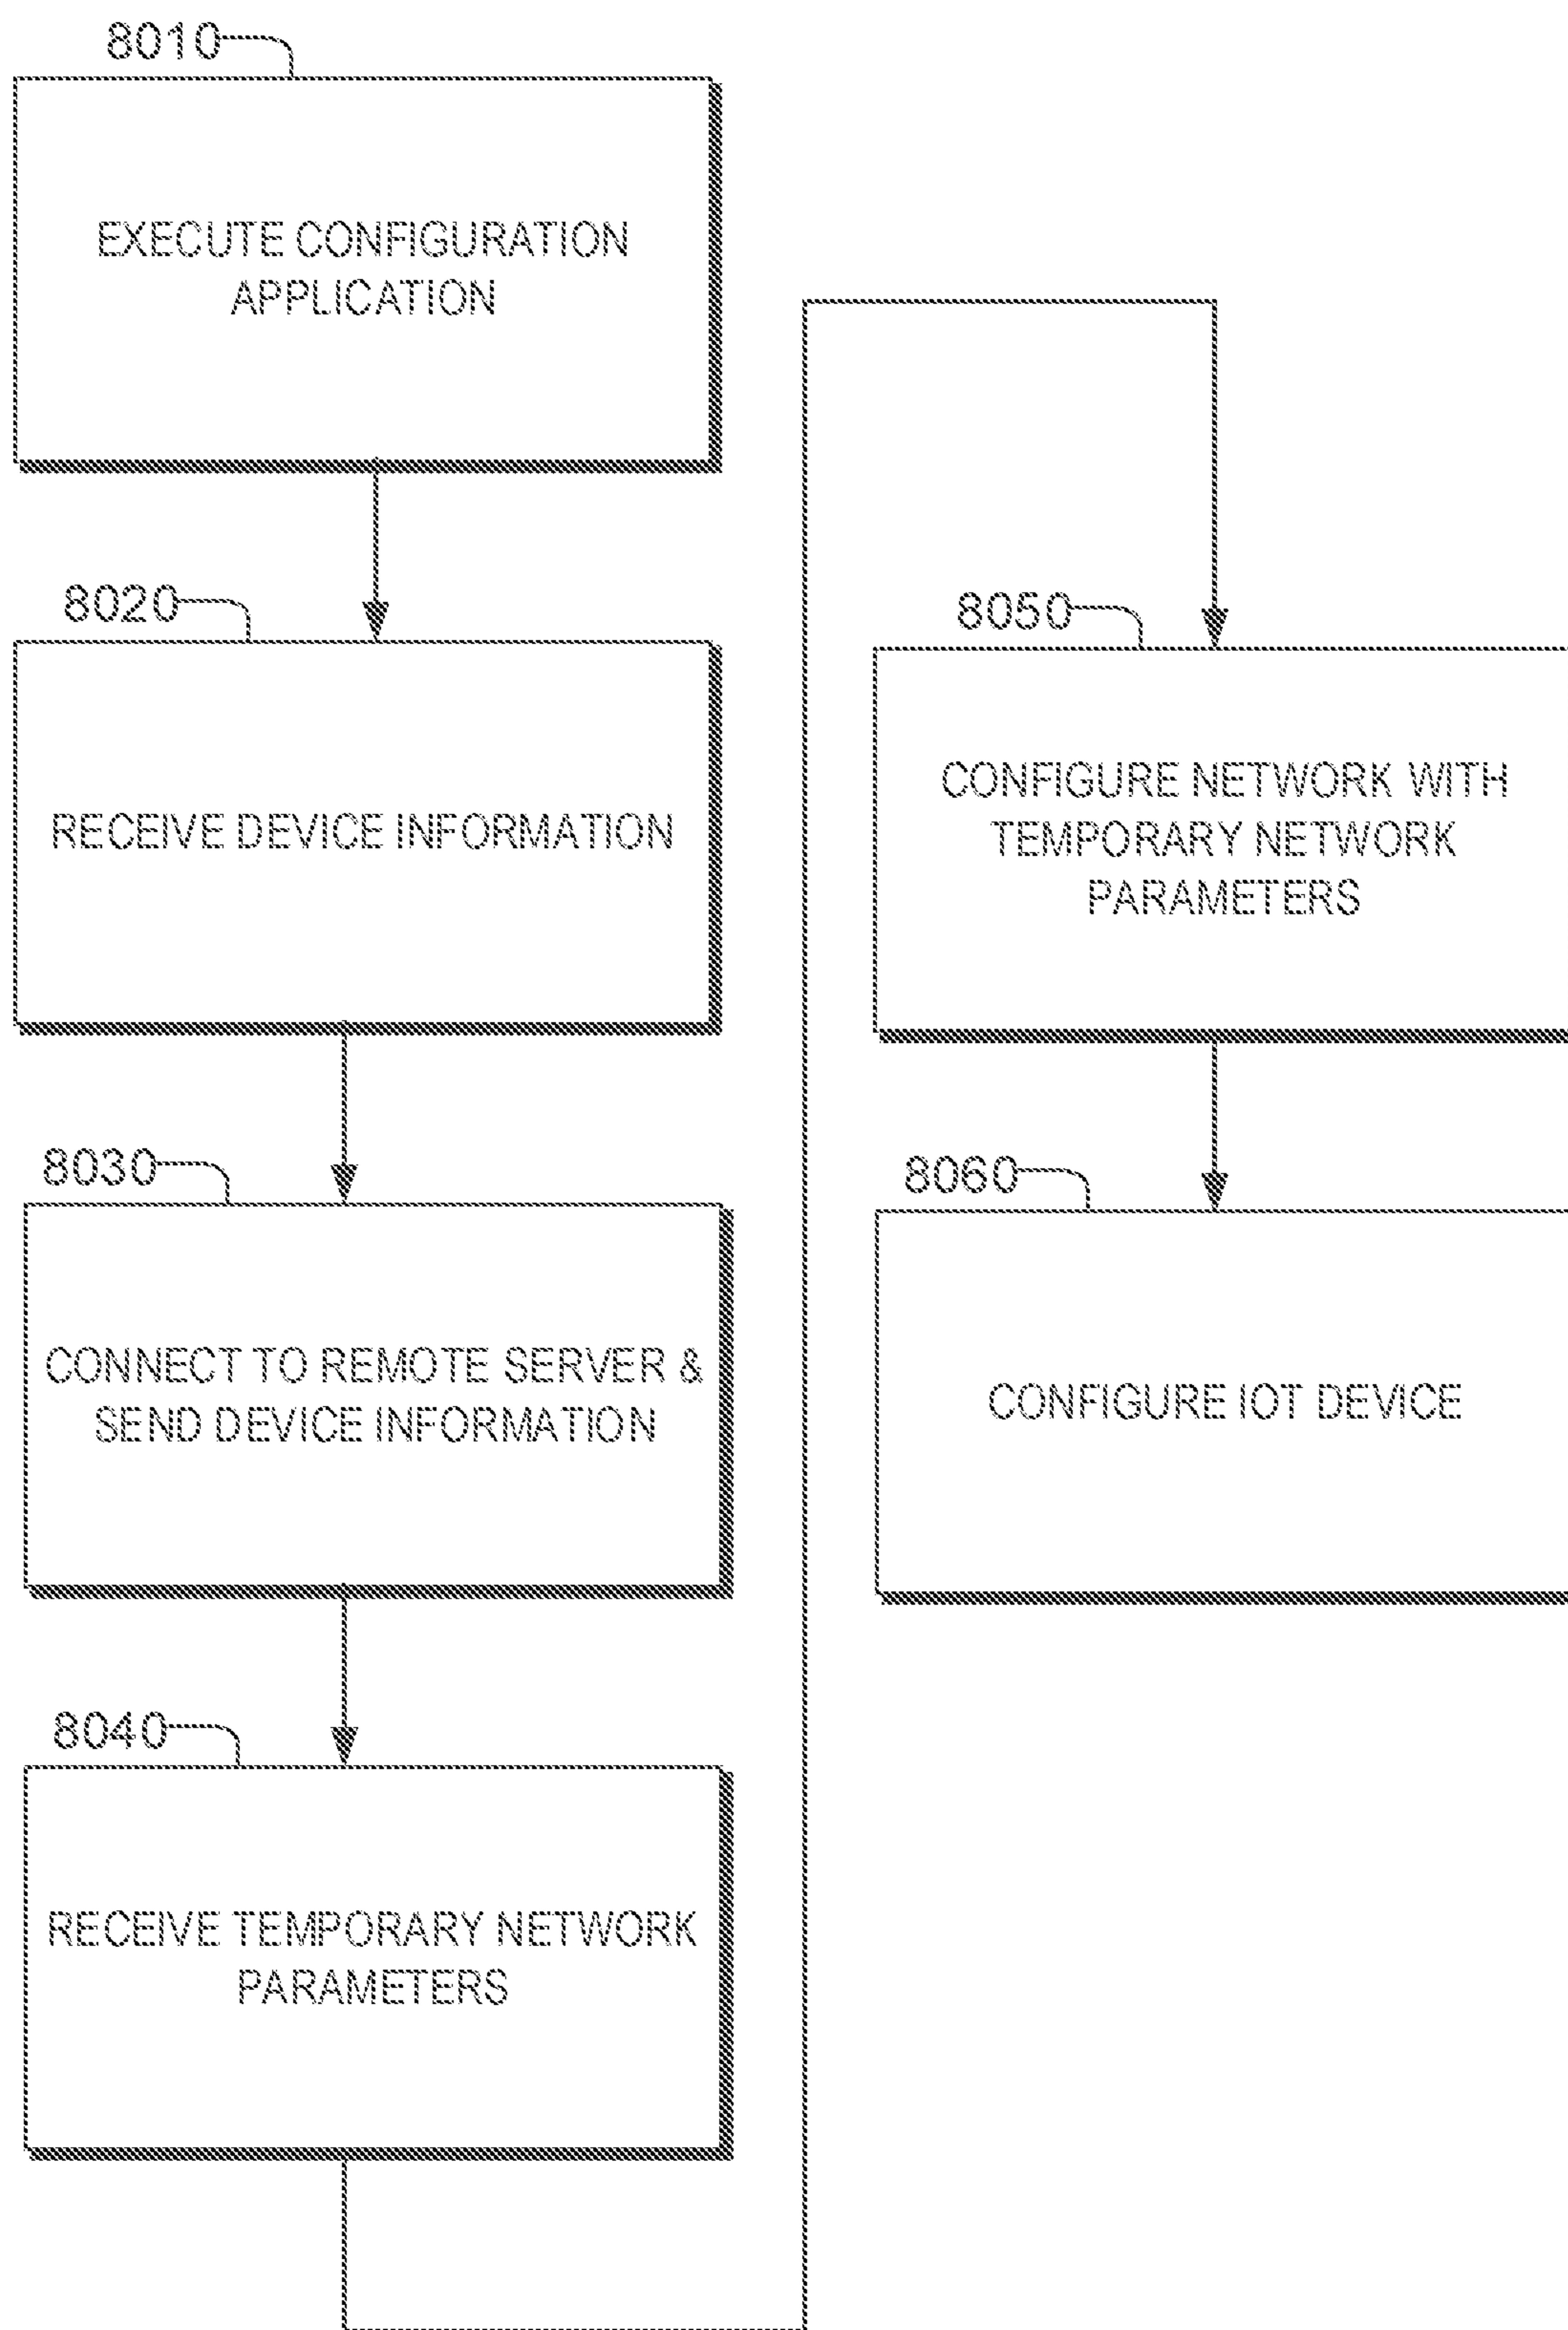 8010
EXECUTE CONFIGURATION
APPLICATION
8020
RECEIVE DEVICE INFORMATION
8030
CONNECT TO REMOTE SERVER &
SEND DEVICE INFORMATION
8040
RECEIVE TEMPORARY NETWORK
PARAMETERS
8050
CONFIGURE NETWORK WITH
TEMPORARY NETWORK
PARAMETERS
8060
CONFIGURE IOT DEVICE